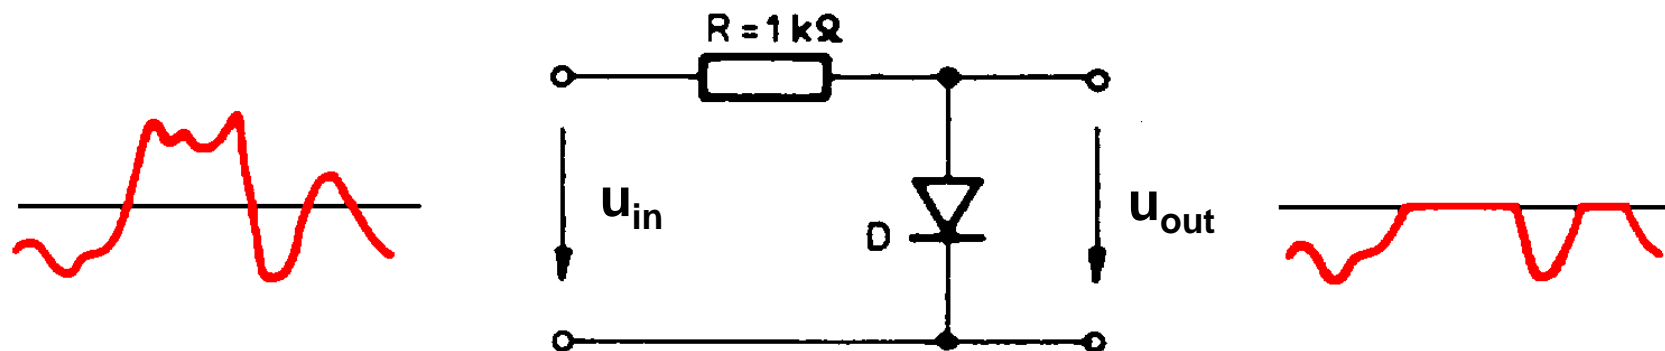 R = 1 kΩ
u_in
D
u_out